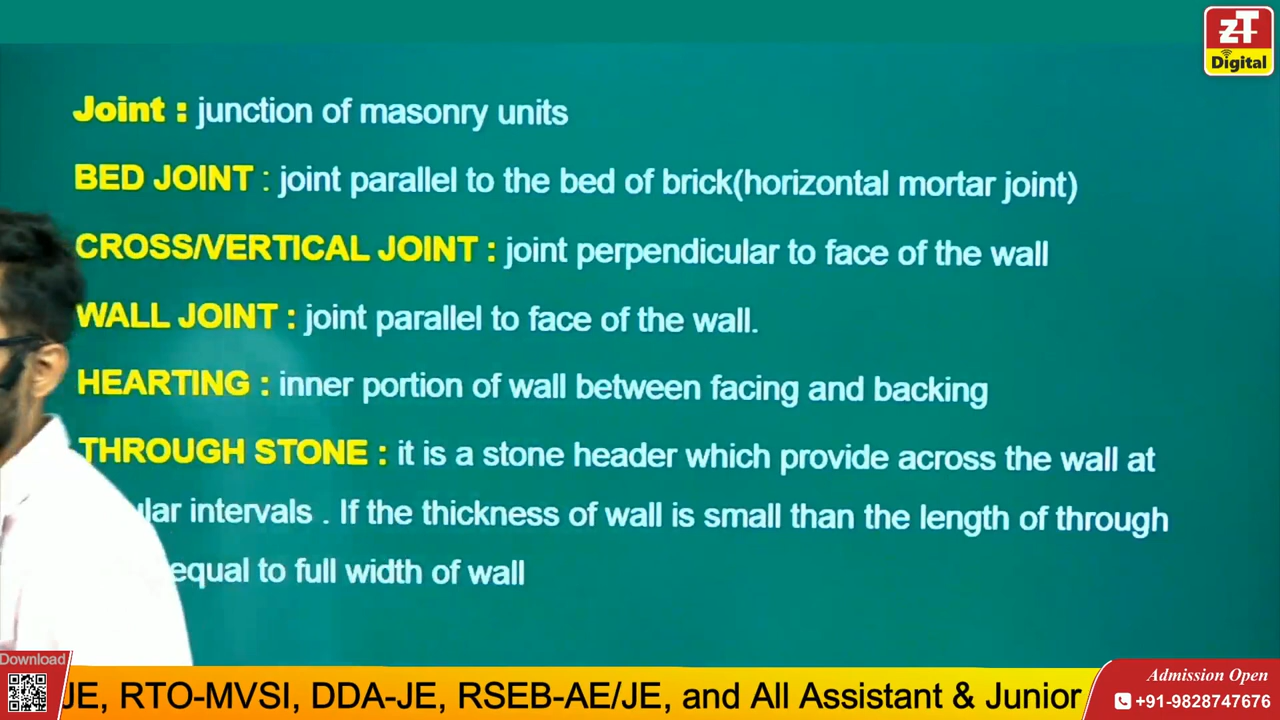 zT
Digital
Joint : junction of masonry units
BED JOINT : joint parallel to the bed of brick(horizontal mortar joint)
CROSS/VERTICAL JOINT : joint perpendicular to face of the wall
WALL JOINT : joint parallel to face of the wall.
HEARTING : inner portion of wall between facing and backing
THROUGH STONE : it is a stone header which provide across the wall at
intervals . If the thickness of wall is small than the length of through
equal to full width of wall
Download
JE, RTO-MVSI, DDA-JE, RSEB-AE/JE, and All Assistant & Junior
Admission Open
+91-9828747676